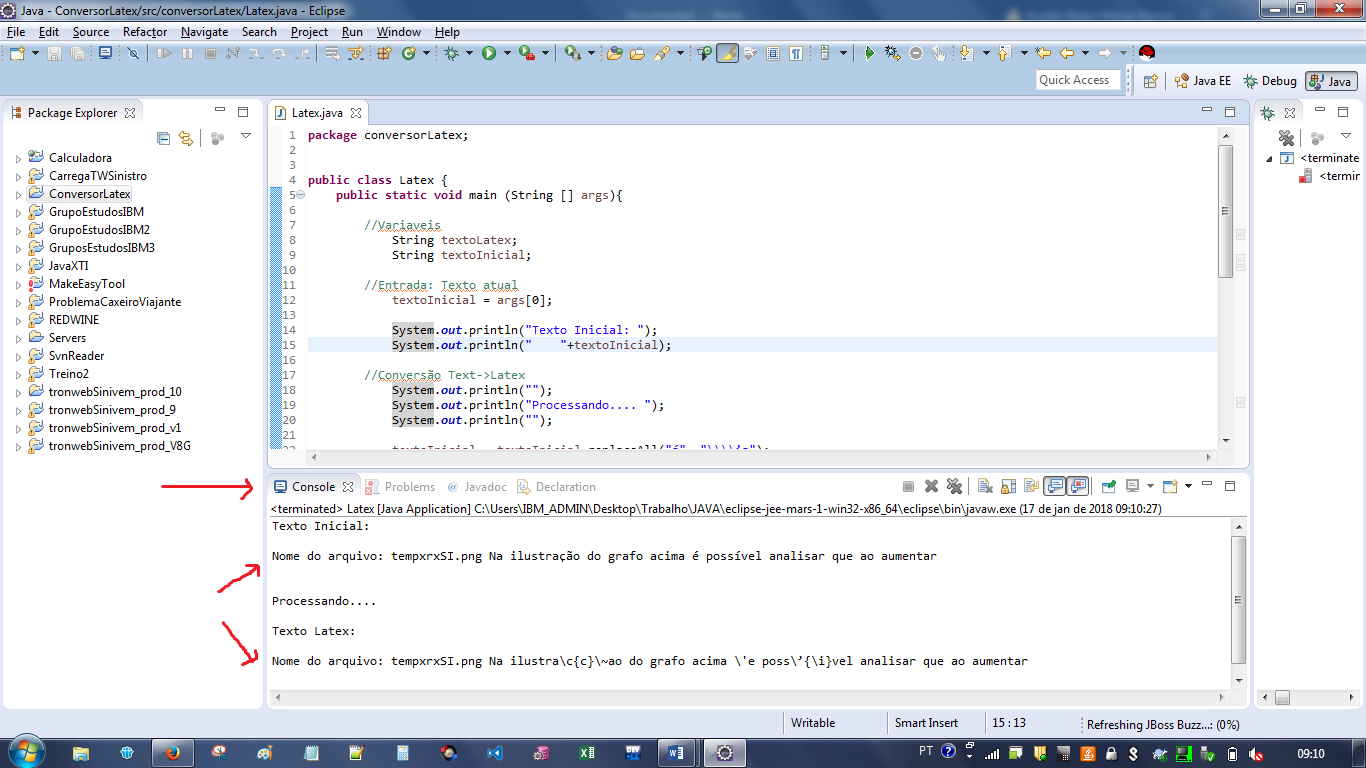 Java - ConversorLatex/src/conversorLatex/Latex.java - Eclipse
File Edit Source Refactor Navigate Search Project Run Window Help
Quick Access Java EE Debug Java
Package Explorer
Calculadora
CarregaTWSinistro
ConversorLatex
GrupoEstudosIBM
GrupoEstudosIBM2
GruposEstudosIBM3
JavaXTI
MakeEasyTool
ProblemaCaxeiroViajante
REDWINE
Servers
SvnReader
Treino2
tronwebSinivem_prod_10
tronwebSinivem_prod_9
tronwebSinivem_prod_v1
tronwebSinivem_prod_V8G
Latex.java
1 package conversorLatex;
2
3
4 public class Latex {
5 public static void main (String [] args){
6
7 //Variaveis
8 String textoLatex;
9 String textoInicial;
10
11 //Entrada: Texto atual
12 textoInicial = args[0];
13
14 System.out.println("Texto Inicial: ");
15 System.out.println("    "+textoInicial);
16
17 //Conversão Text->Latex
18 System.out.println("");
19 System.out.println("Processando.... ");
20 System.out.println("");
21
<terminate
<termir
Console Problems @ Javadoc Declaration
<terminated> Latex [Java Application] C:\Users\IBM_ADMIN\Desktop\Trabalho\JAVA\eclipse-jee-mars-1-win32-x86_64\eclipse\bin\javaw.exe (17 de jan de 2018 09:10:27)
Texto Inicial:
Nome do arquivo: tempxrxSI.png Na ilustração do grafo acima é possível analisar que ao aumentar
Processando....
Texto Latex:
Nome do arquivo: tempxrxSI.png Na ilustra\c{c}\~ao do grafo acima \'e poss\’{\i}vel analisar que ao aumentar
Writable Smart Insert 15 : 13 Refreshing JBoss Buzz...: (0%)
PT 09:10